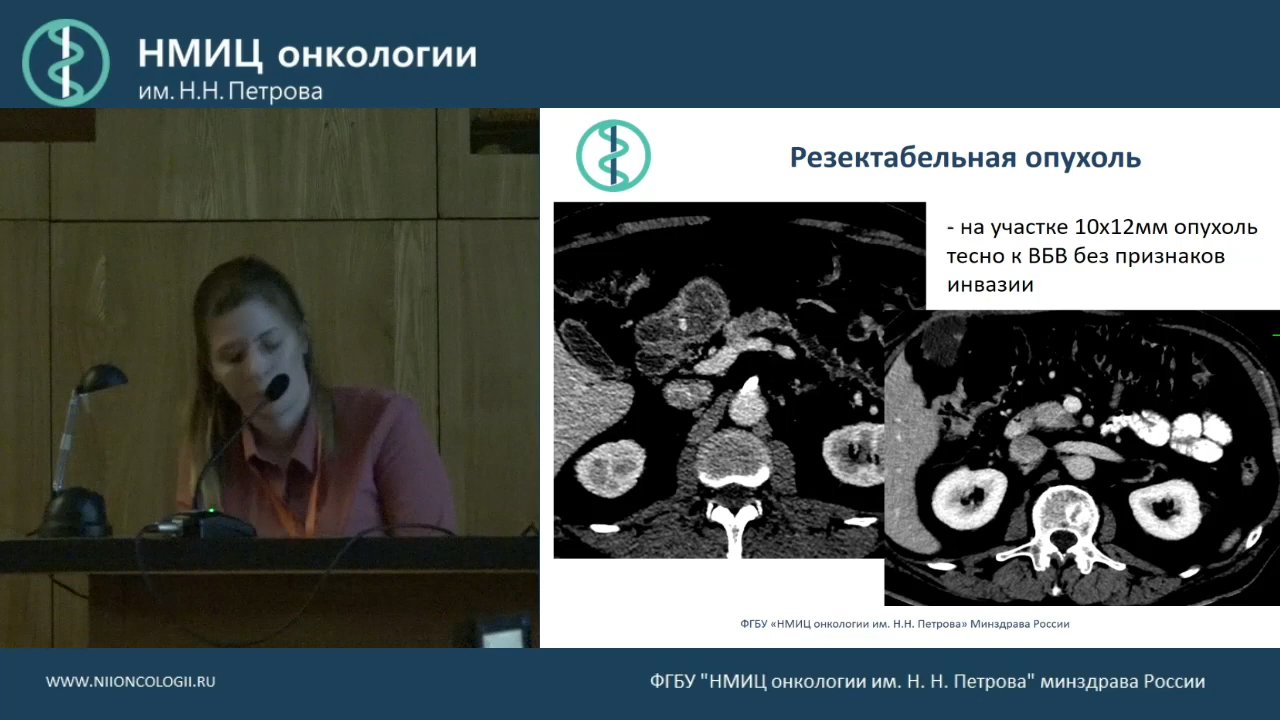 НМИЦ онкологии
им. Н.Н. Петрова
Резектабельная опухоль
- на участке 10х12мм опухоль
тесно к ВБВ без признаков
инвазии
ФГБУ «НМИЦ онкологии им. Н.Н. Петрова» Минздрава России
WWW.NIIONCOLOGII.RU
ФГБУ "НМИЦ онкологии им. Н. Н. Петрова" минздрава России